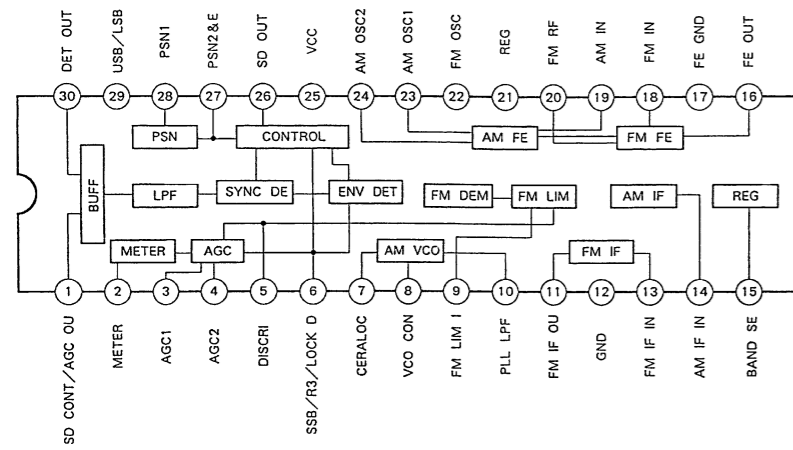 DET OUT
USB/LSB
PSN1
PSN2&E
SD OUT
VCC
AM OSC2
AM OSC1
FM OSC
REG
FM RF
AM IN
FM IN
FE GND
FE OUT
30 29 28 27 26 25 24 23 22 21 20 19 18 17 16
PSN
CONTROL
AM FE
FM FE
BUFF
LPF
SYNC DE
ENV DET
FM DEM
FM LIM
AM IF
REG
METER
AGC
AM VCO
FM IF
1 2 3 4 5 6 7 8 9 10 11 12 13 14 15
SD CONT/AGC OU
METER
AGC1
AGC2
DISCRI
SSB/R3/LOCK D
CERALOC
VCO CON
FM LIM I
PLL LPF
FM IF OU
GND
FM IF IN
AM IF IN
BAND SE